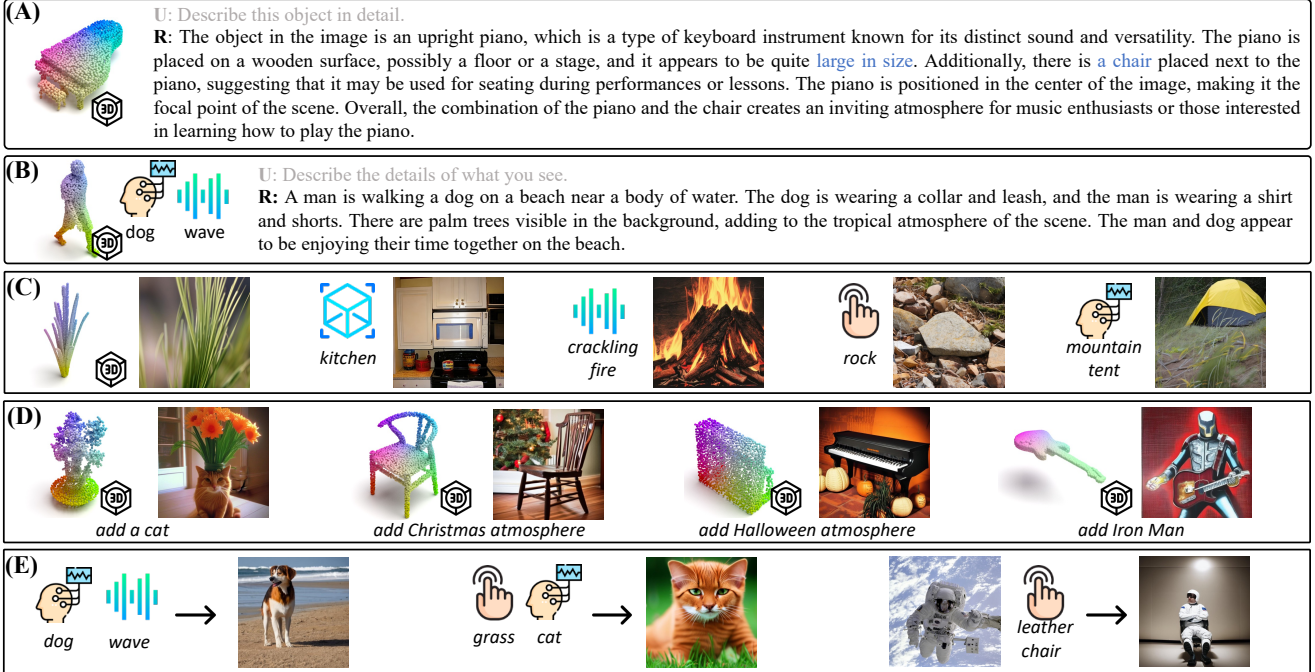 (A)
U: Describe this object in detail.
R: The object in the image is an upright piano, which is a type of keyboard instrument known for its distinct sound and versatility. The piano is
placed on a wooden surface, possibly a floor or a stage, and it appears to be quite large in size. Additionally, there is a chair placed next to the
piano, suggesting that it may be used for seating during performances or lessons. The piano is positioned in the center of the image, making it the
focal point of the scene. Overall, the combination of the piano and the chair creates an inviting atmosphere for music enthusiasts or those interested
in learning how to play the piano.
3D
(B)
U: Describe the details of what you see.
R: A man is walking a dog on a beach near a body of water. The dog is wearing a collar and leash, and the man is wearing a shirt
and shorts. There are palm trees visible in the background, adding to the tropical atmosphere of the scene. The man and dog appear
to be enjoying their time together on the beach.
3D
dog
wave
(C)
3D
kitchen
crackling
fire
rock
mountain
tent
(D)
3D
3D
3D
3D
add a cat
add Christmas atmosphere
add Halloween atmosphere
add Iron Man
(E)
dog
wave
grass
cat
leather
chair